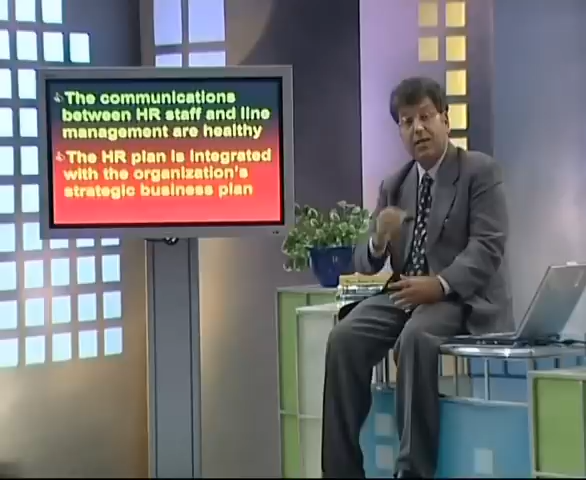 The communications
between HR staff and line
management are healthy
The HR plan is integrated
with the organization's
strategic business plan